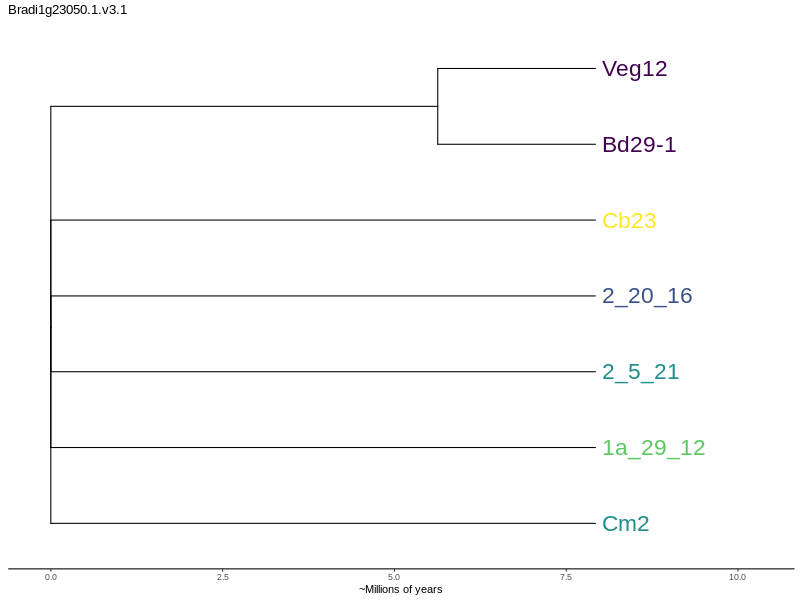 Bradi1g23050.1.v3.1
Veg12
Bd29-1
Cb23
2_20_16
2_5_21
1a_29_12
Cm2
0.0 2.5 5.0 7.5 10.0
~Millions of years